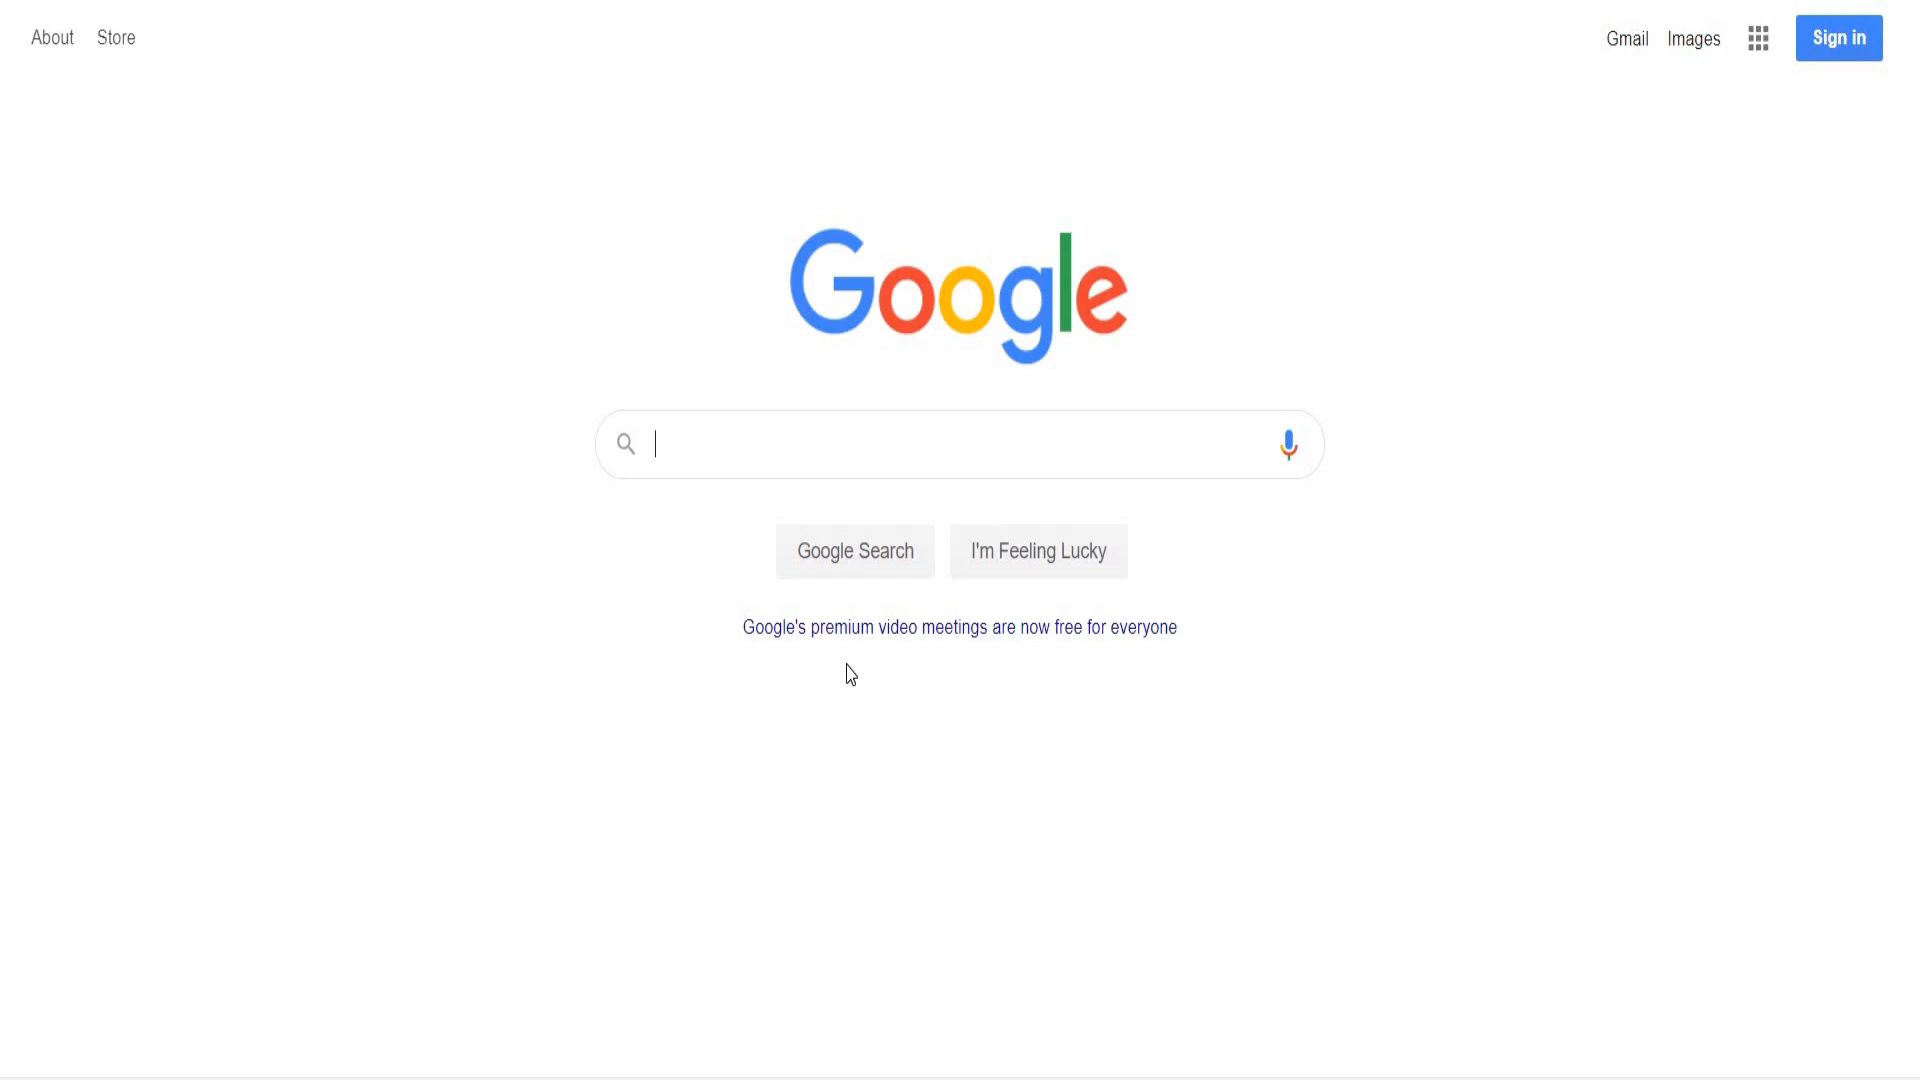 About Store
Gmail Images Sign in
Google
Google Search I'm Feeling Lucky
Google's premium video meetings are now free for everyone